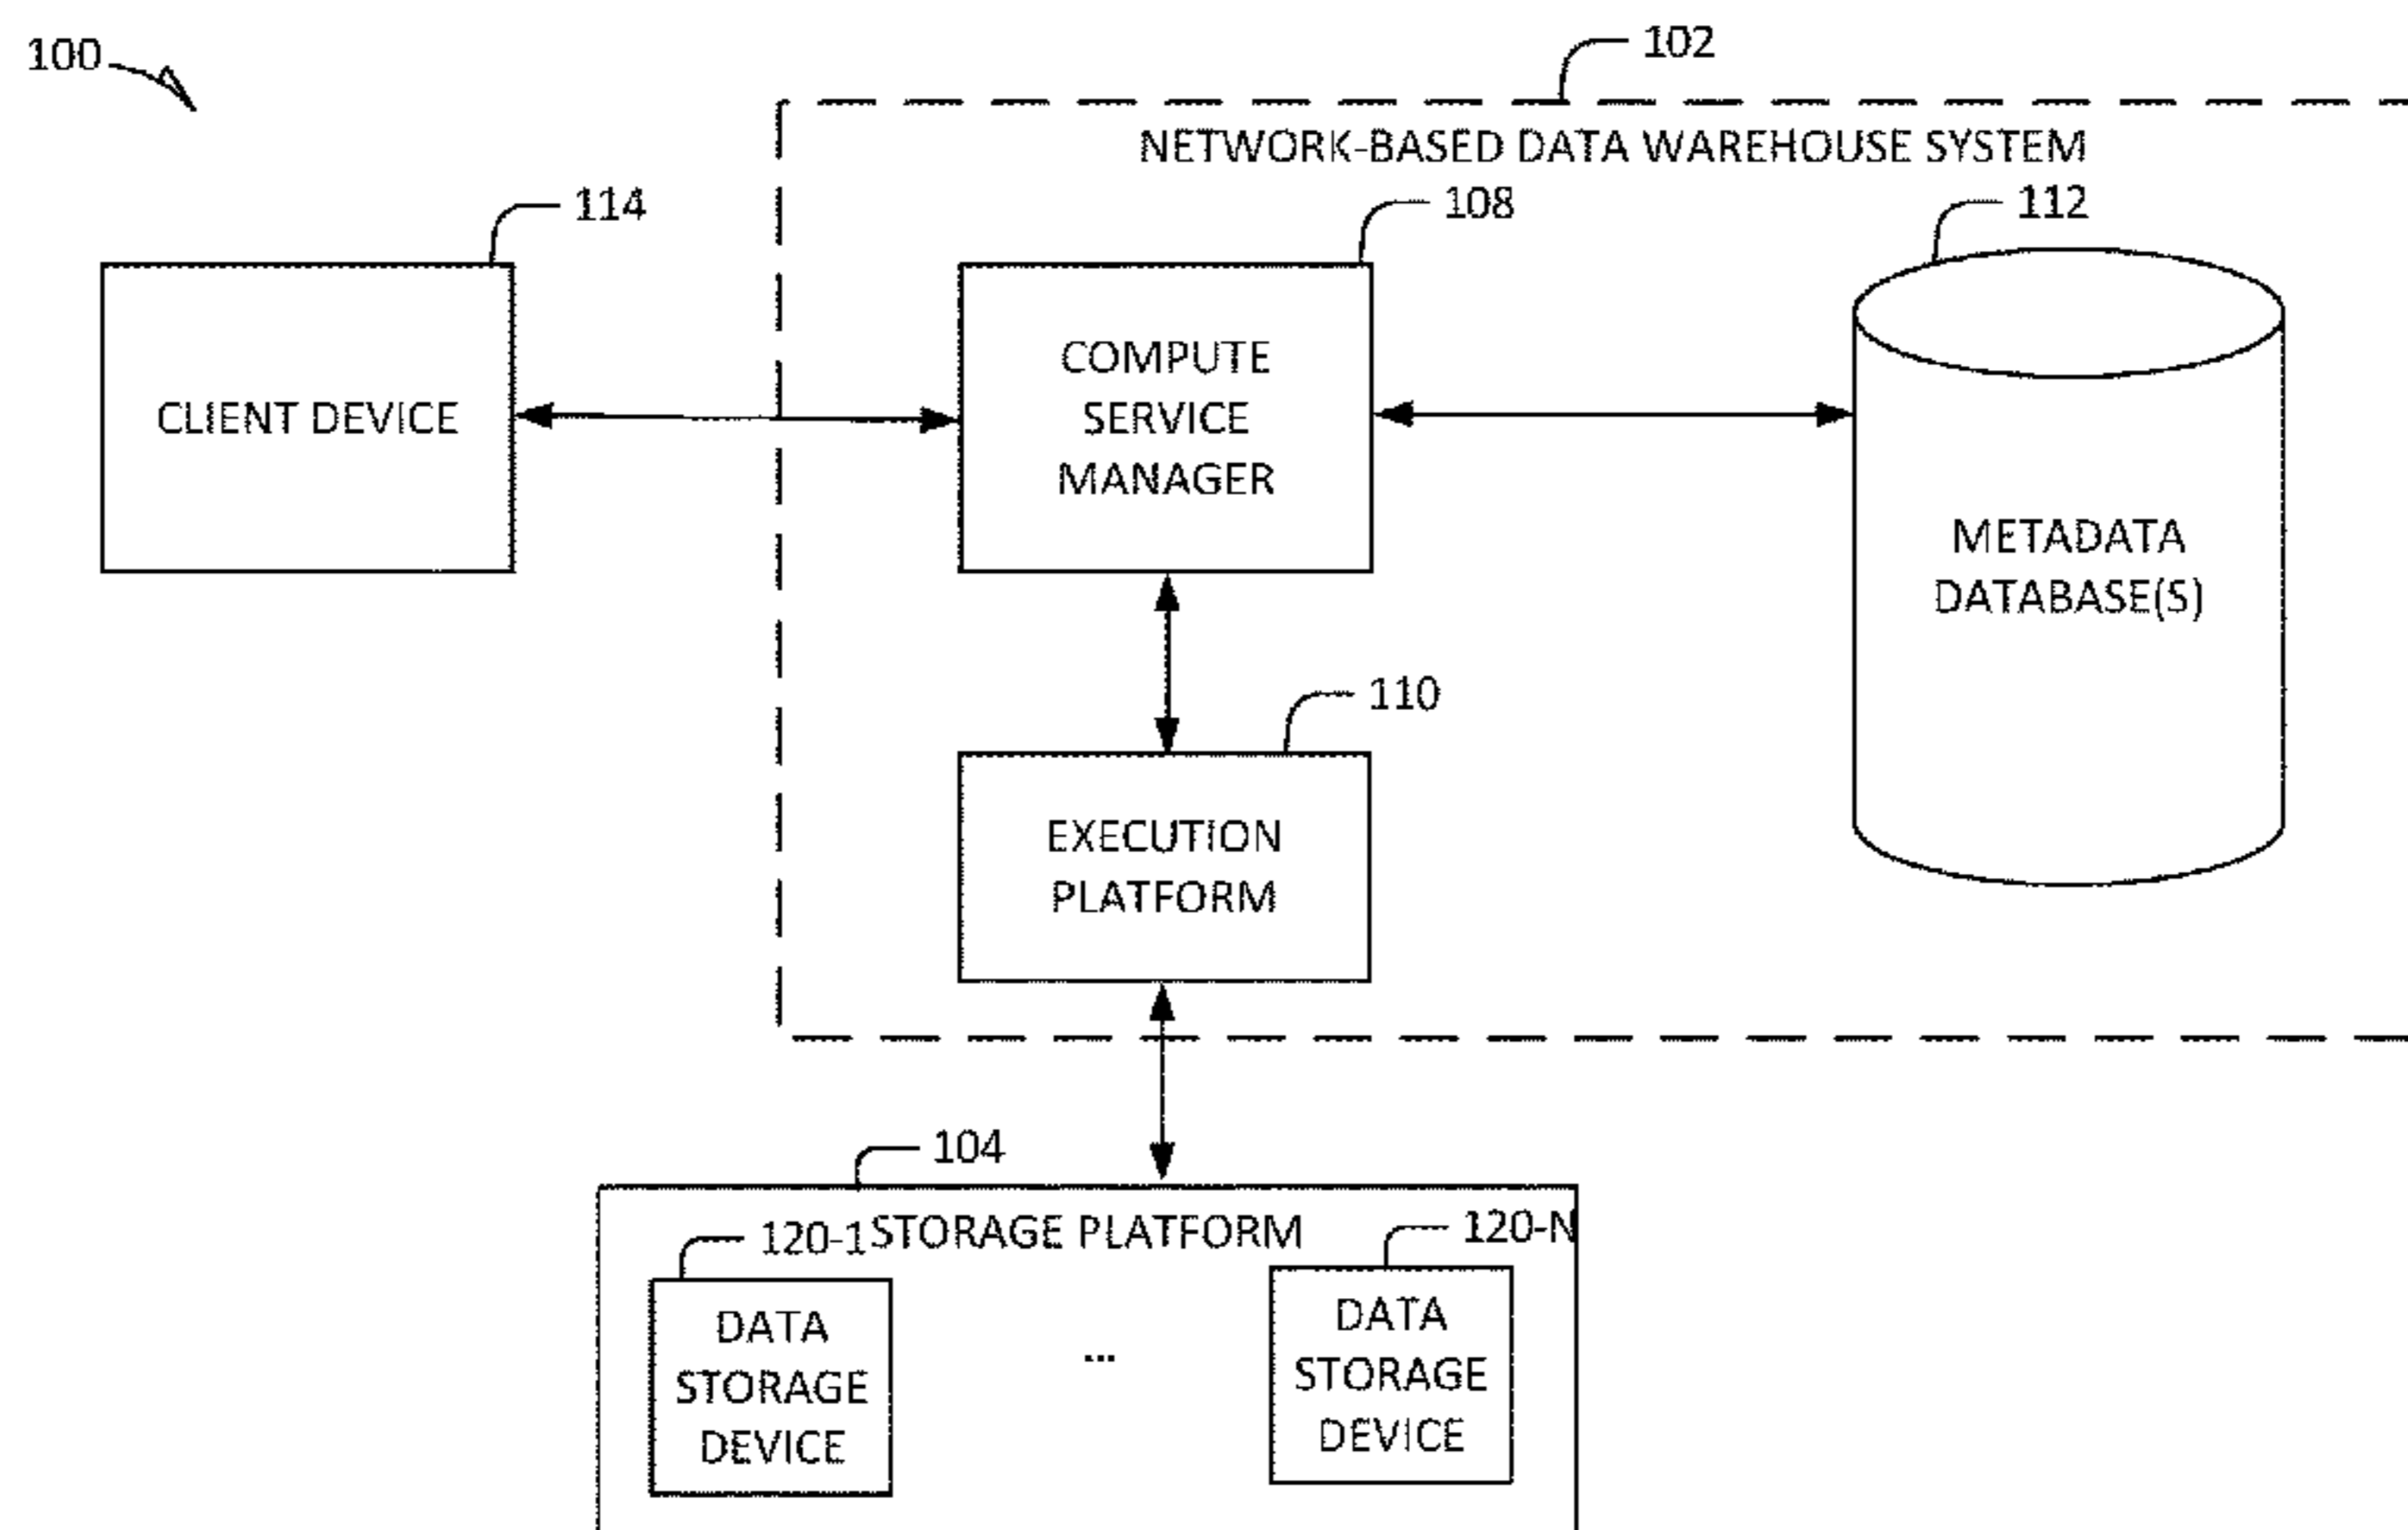 100
102
NETWORK-BASED DATA WAREHOUSE SYSTEM
114
108
112
CLIENT DEVICE
COMPUTE
SERVICE
MANAGER
METADATA
DATABASE(S)
110
EXECUTION
PLATFORM
104
STORAGE PLATFORM
120-1
120-N
DATA
STORAGE
DEVICE
...
DATA
STORAGE
DEVICE